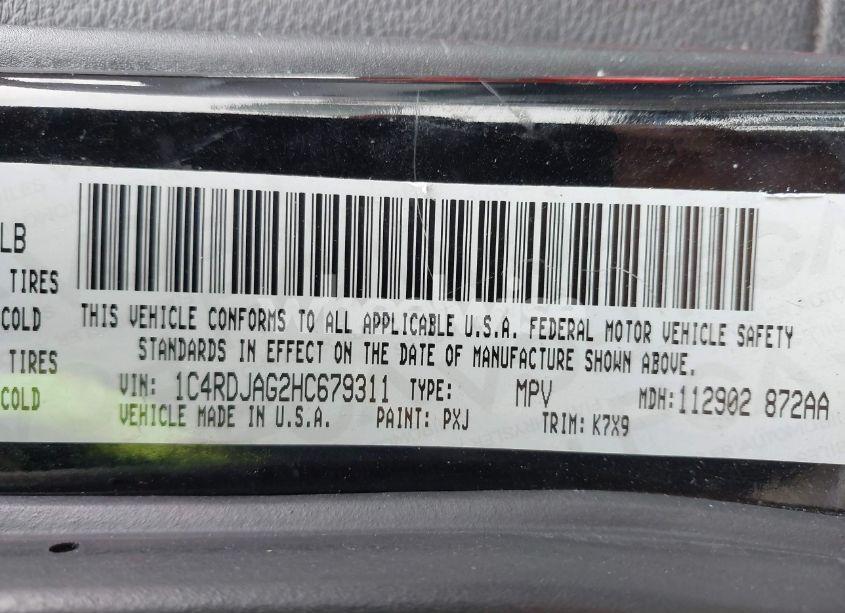 LB
TIRES
COLD
TIRES
COLD
THIS VEHICLE CONFORMS TO ALL APPLICABLE U.S.A. FEDERAL MOTOR VEHICLE SAFETY
STANDARDS IN EFFECT ON THE DATE OF MANUFACTURE SHOWN ABOVE.
VIN: 1C4RDJAG2HC679311 TYPE: MPV MDH:112902 872AA
VEHICLE MADE IN U.S.A. PAINT: PXJ TRIM: K7X9